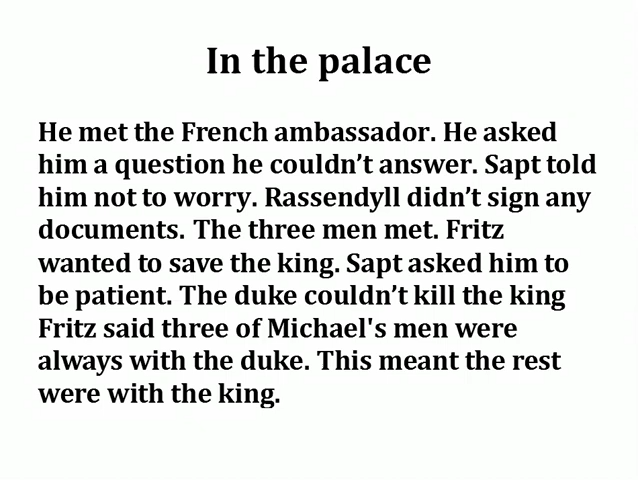 In the palace
He met the French ambassador. He asked
him a question he couldn’t answer. Sapt told
him not to worry. Rassendyll didn’t sign any
documents. The three men met. Fritz
wanted to save the king. Sapt asked him to
be patient. The duke couldn’t kill the king
Fritz said three of Michael's men were
always with the duke. This meant the rest
were with the king.